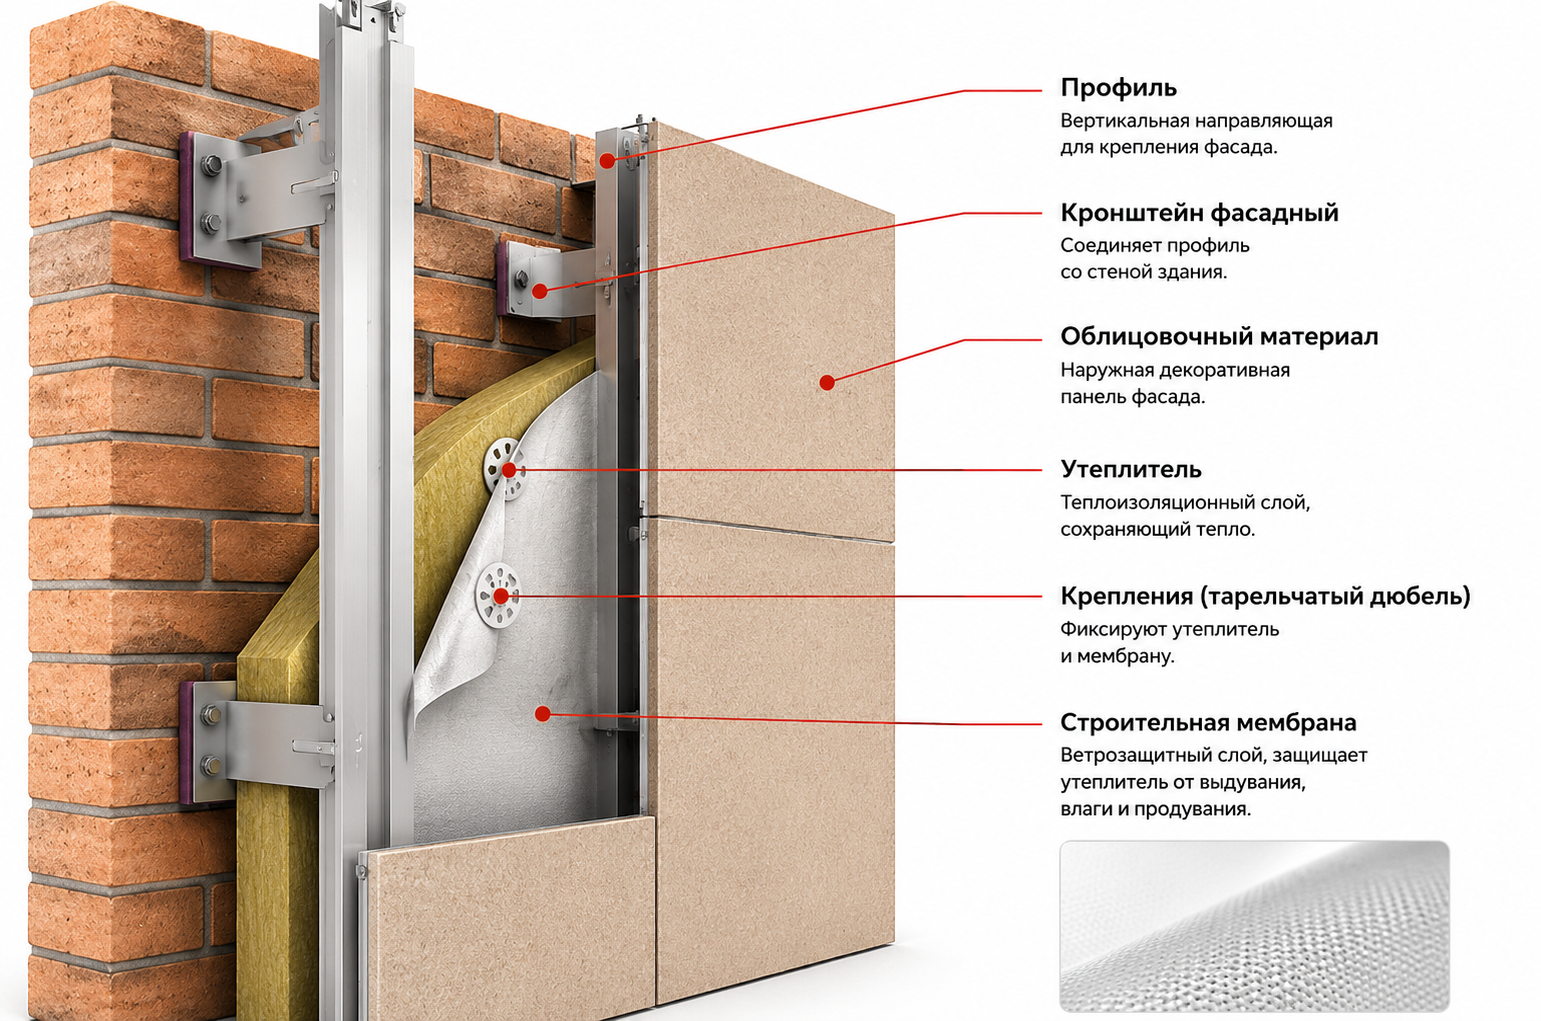 Профиль
Вертикальная направляющая
для крепления фасада.
Кронштейн фасадный
Соединяет профиль
со стеной здания.
Облицовочный материал
Наружная декоративная
панель фасада.
Утеплитель
Теплоизоляционный слой,
сохраняющий тепло.
Крепления (тарельчатый дюбель)
Фиксируют утеплитель
и мембрану.
Строительная мембрана
Ветрозащитный слой, защищает
утеплитель от выдувания,
влаги и продувания.